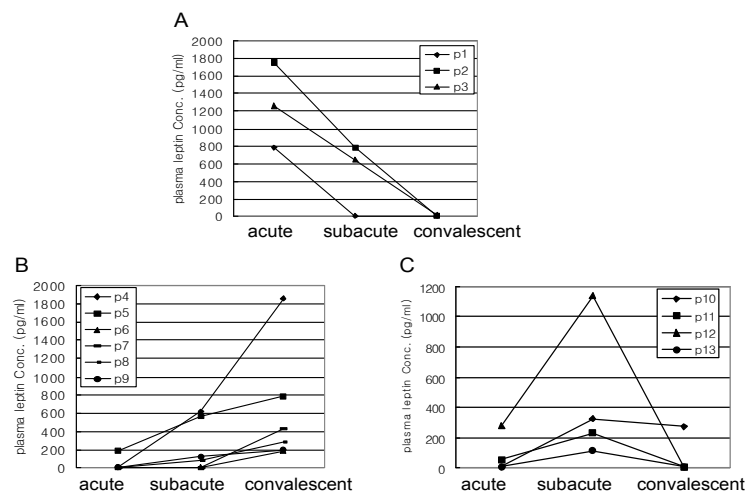 A
plasma leptin Conc. (pg/ml)
2000
1800
1600
1400
1200
1000
800
600
400
200
0
p1
p2
p3
acute subacute convalescent
B
plasma leptin Conc. (pg/ml)
2000
1800
1600
1400
1200
1000
800
600
400
200
0
p4
p5
p6
p7
p8
p9
acute subacute convalescent
C
plasma leptin Conc. (pg/ml)
1200
1000
800
600
400
200
0
p10
p11
p12
p13
acute subacute convalescent